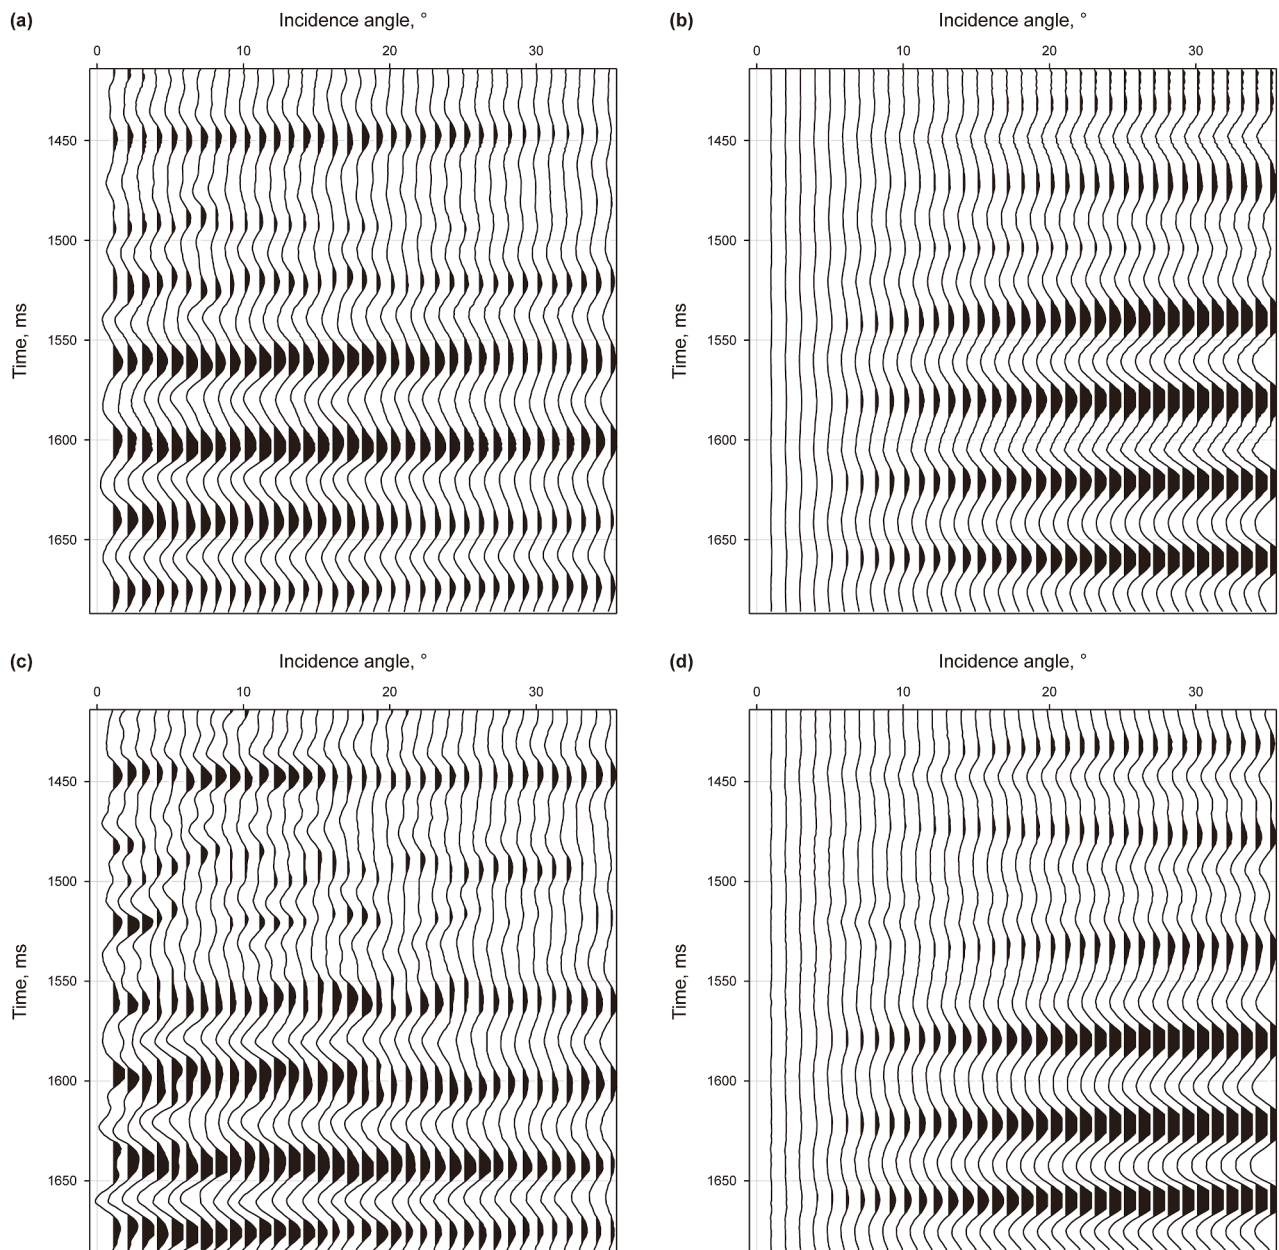 (a) Incidence angle, ° (b) Incidence angle, °
0 10 20 30 0 10 20 30
1450 1450
1500 1500
Time, ms Time, ms
1550 1550
1600 1600
1650 1650
(c) Incidence angle, ° (d) Incidence angle, °
0 10 20 30 0 10 20 30
1450 1450
1500 1500
Time, ms Time, ms
1550 1550
1600 1600
1650 1650